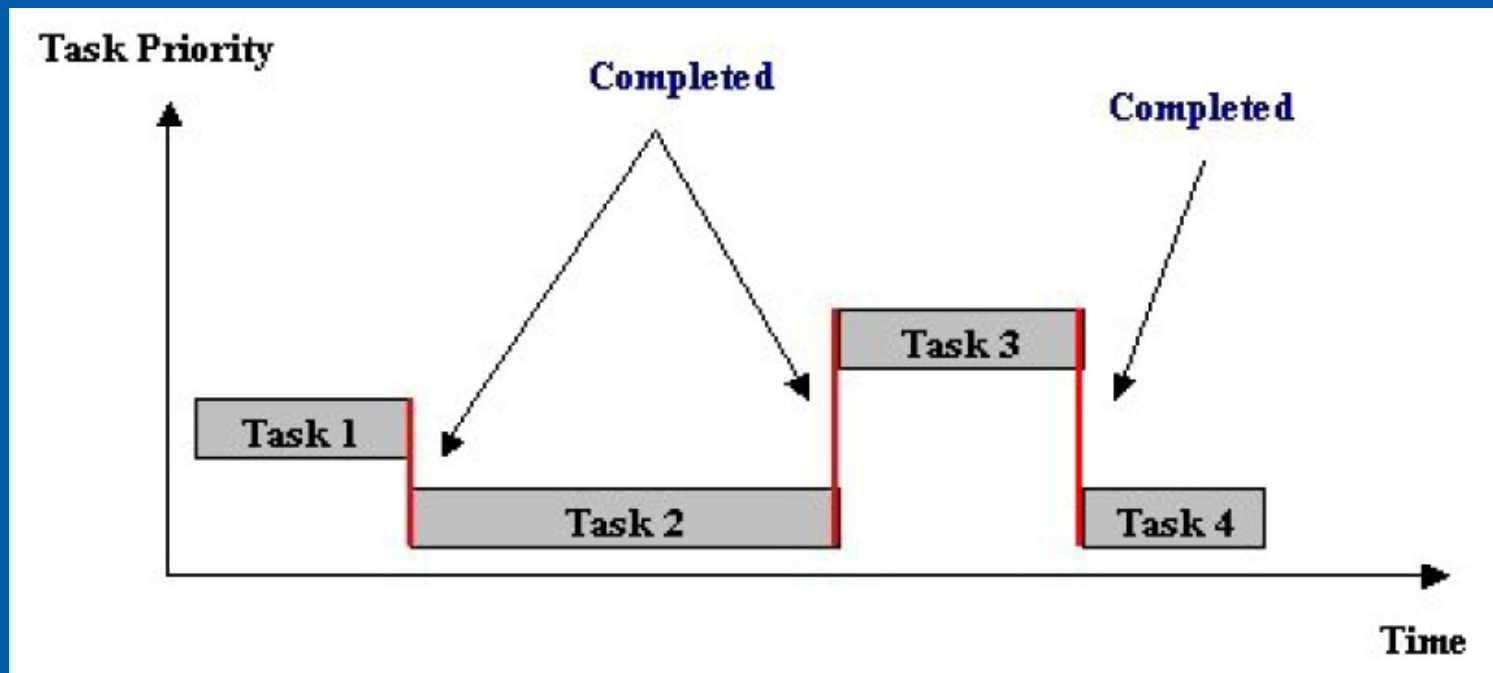 Task Priority
Completed
Completed
Task 3
Task 1
Task 2
Task 4
Time